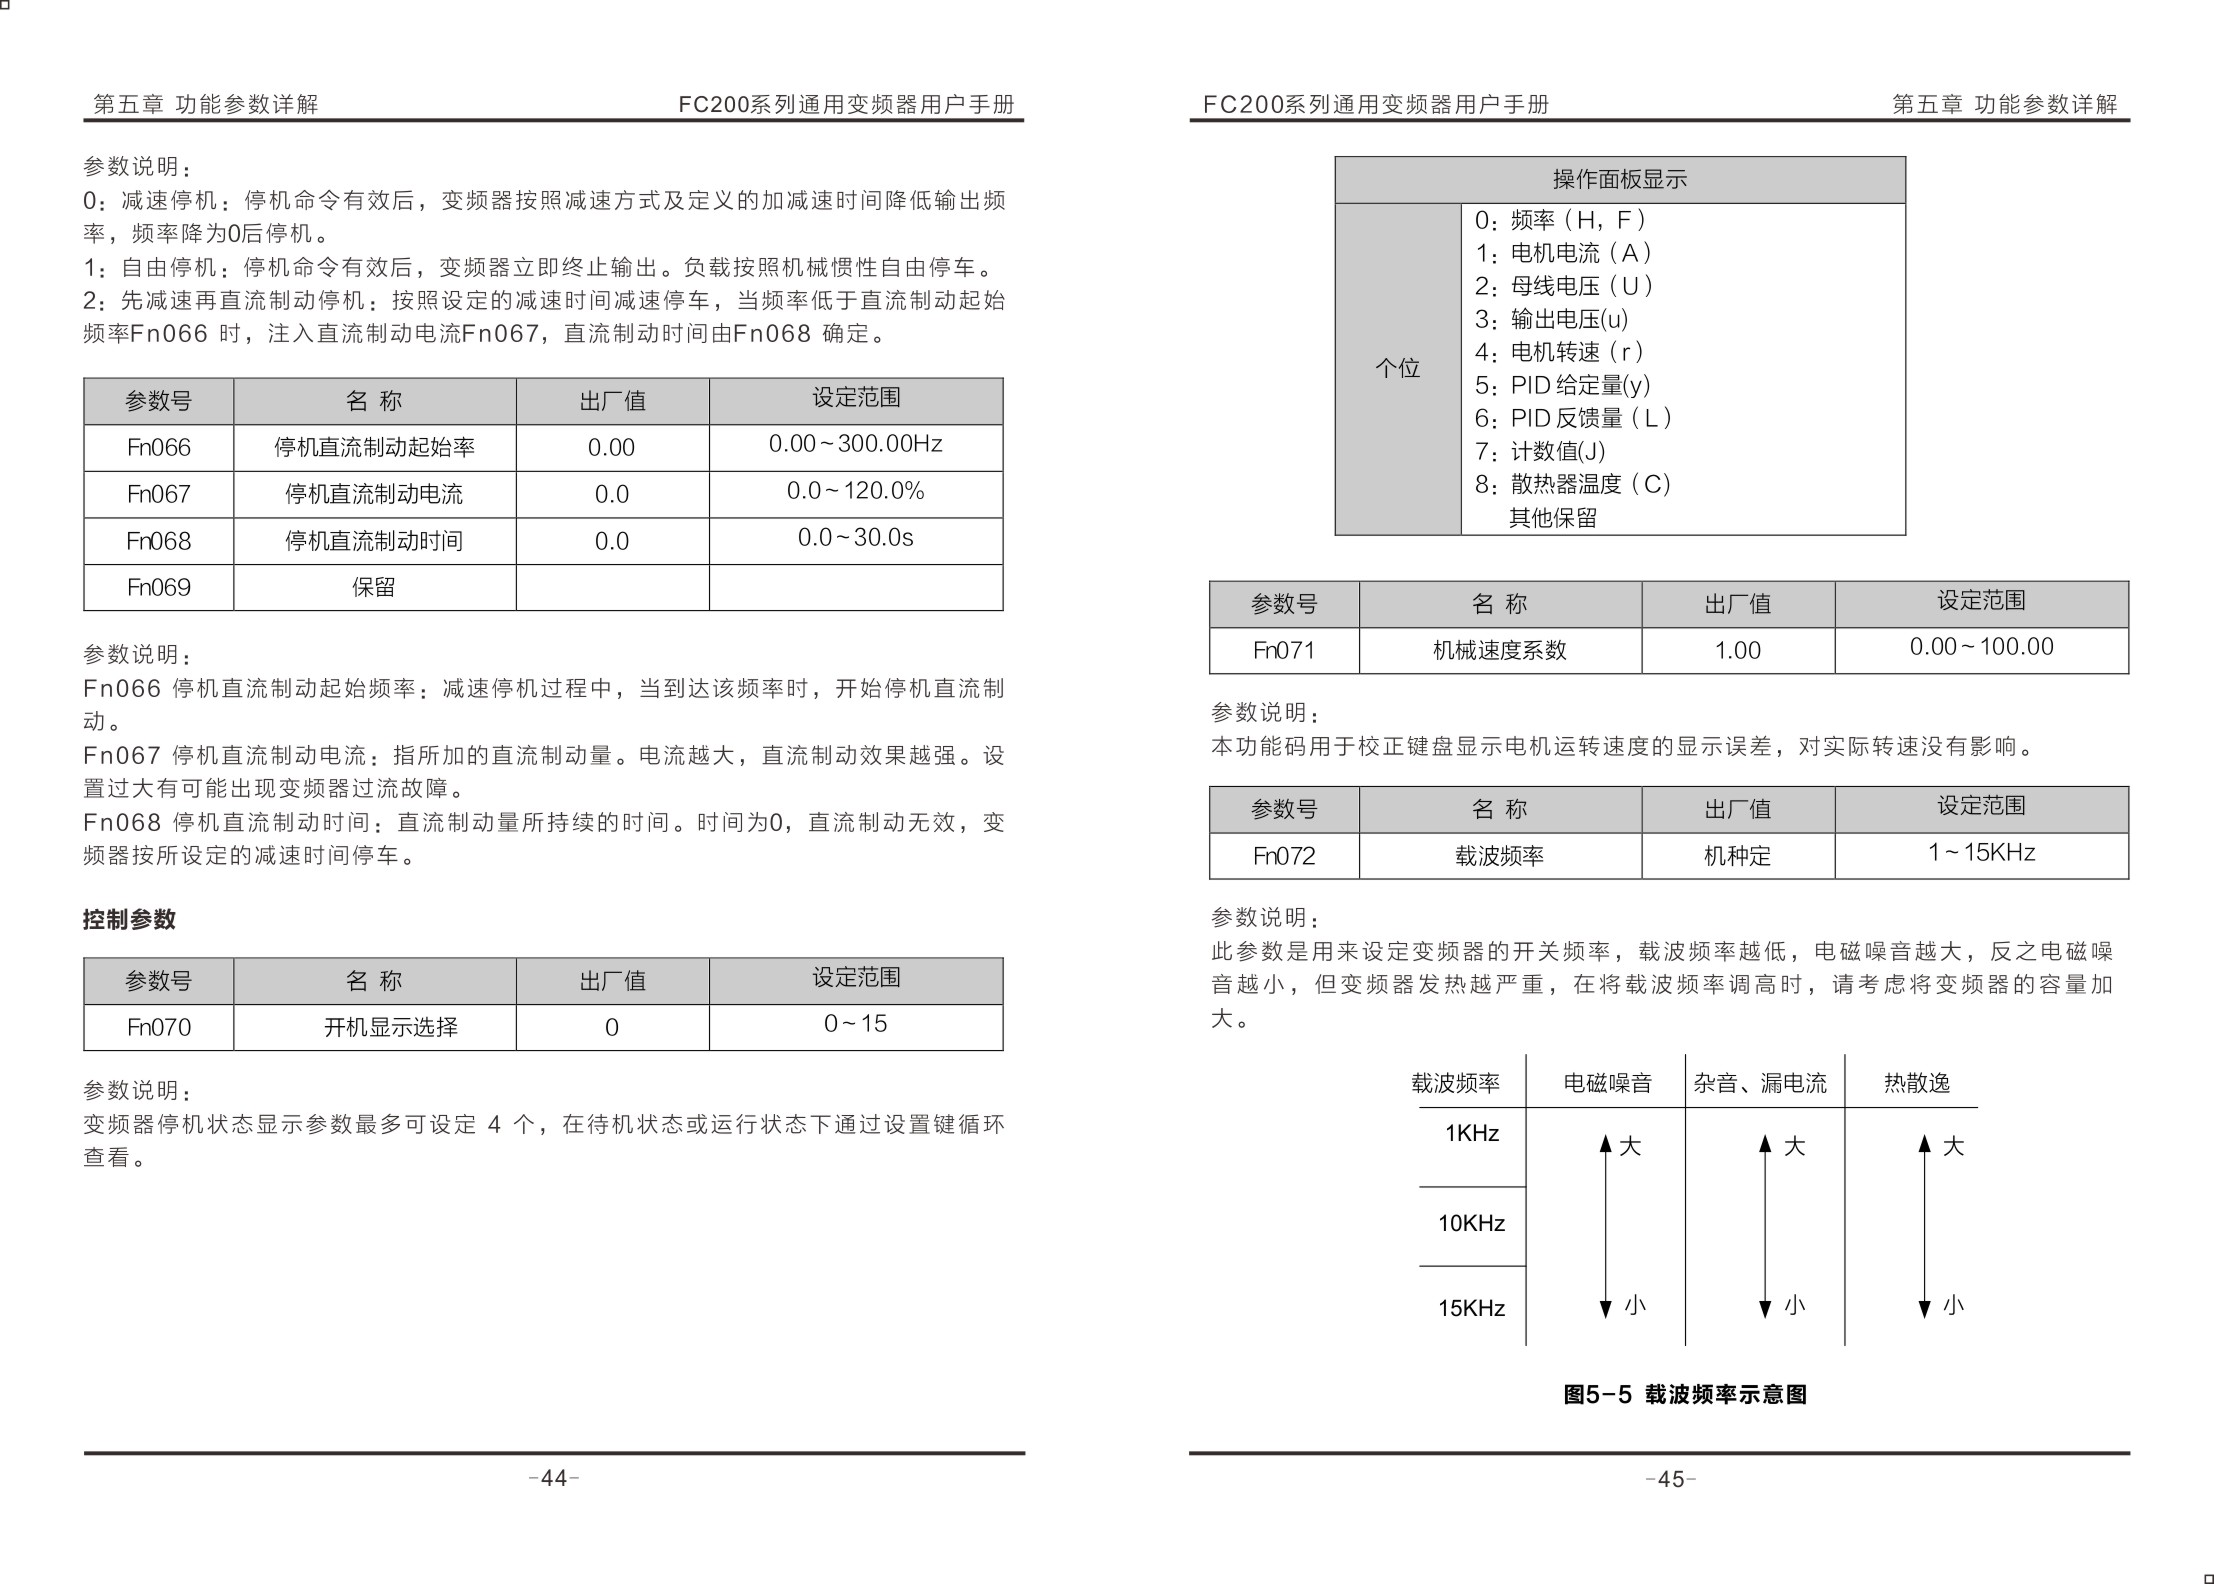 第五章 功能参数详解 FC200系列通用变频器用户手册
参数说明：
0：减速停机：停机命令有效后，变频器按照减速方式及定义的加减速时间降低输出频
率，频率降为0后停机。
1：自由停机：停机命令有效后，变频器立即终止输出。负载按照机械惯性自由停车。
2：先减速再直流制动停机：按照设定的减速时间减速停车，当频率低于直流制动起始
频率Fn066 时，注入直流制动电流Fn067，直流制动时间由Fn068 确定。
参数号 名 称 出厂值 设定范围
Fn066 停机直流制动起始率 0.00 0.00~300.00Hz
Fn067 停机直流制动电流 0.0 0.0~120.0%
Fn068 停机直流制动时间 0.0 0.0~30.0s
Fn069 保留
参数说明：
Fn066 停机直流制动起始频率：减速停机过程中，当到达该频率时，开始停机直流制
动。
Fn067 停机直流制动电流：指所加的直流制动量。电流越大，直流制动效果越强。设
置过大有可能出现变频器过流故障。
Fn068 停机直流制动时间：直流制动量所持续的时间。时间为0，直流制动无效，变
频器按所设定的减速时间停车。
控制参数
参数号 名 称 出厂值 设定范围
Fn070 开机显示选择 0 0~15
参数说明：
变频器停机状态显示参数最多可设定 4 个，在待机状态或运行状态下通过设置键循环
查看。
-44-
FC200系列通用变频器用户手册 第五章 功能参数详解
操作面板显示
个位
0：频率（H，F）
1：电机电流（A）
2：母线电压（U）
3：输出电压(u)
4：电机转速（r）
5：PID 给定量(y)
6：PID 反馈量（L）
7：计数值(J)
8：散热器温度（C)
其他保留
参数号 名 称 出厂值 设定范围
Fn071 机械速度系数 1.00 0.00~100.00
参数说明：
本功能码用于校正键盘显示电机运转速度的显示误差，对实际转速没有影响。
参数号 名 称 出厂值 设定范围
Fn072 载波频率 机种定 1~15KHz
参数说明：
此参数是用来设定变频器的开关频率，载波频率越低，电磁噪音越大，反之电磁噪
音越小，但变频器发热越严重，在将载波频率调高时，请考虑将变频器的容量加
大。
载波频率 电磁噪音 杂音、漏电流 热散逸
1KHz 大 大 大
10KHz
15KHz 小 小 小
图5-5 载波频率示意图
-45-